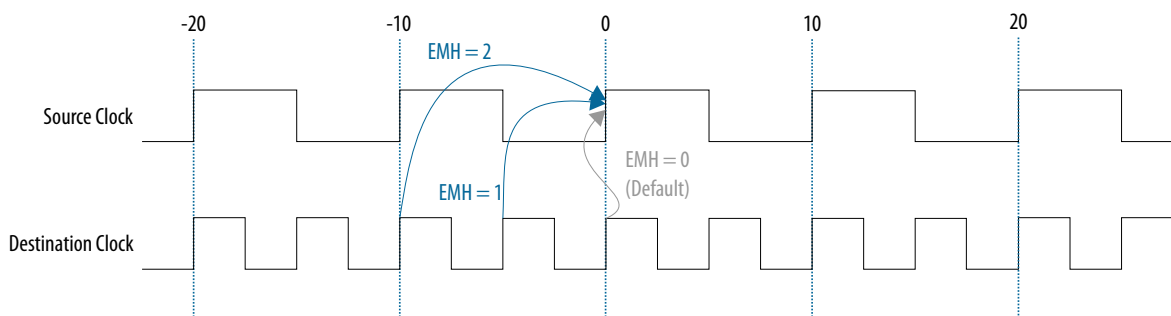 -20
-10
0
10
20
EMH = 2
Source Clock
EMH = 0
(Default)
EMH = 1
Destination Clock